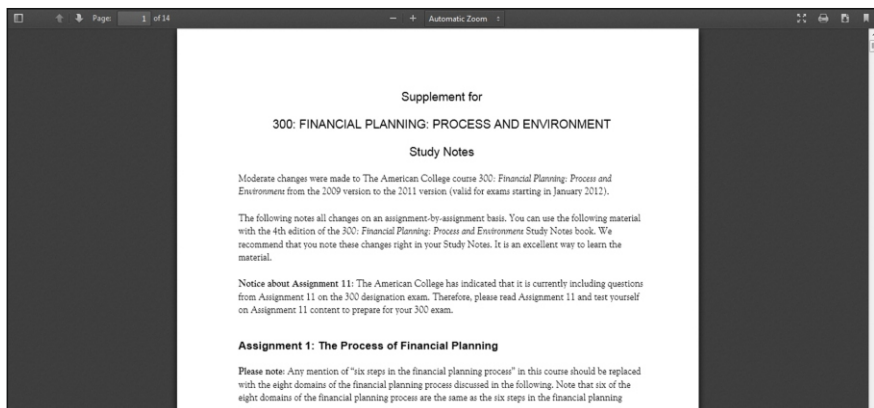 Page: 1 of 14 − + Automatic Zoom
Supplement for
300: FINANCIAL PLANNING: PROCESS AND ENVIRONMENT
Study Notes
Moderate changes were made to The American College course 300: Financial Planning: Process and
Environment from the 2009 version to the 2011 version (valid for exams starting in January 2012).
The following notes all changes on an assignment-by-assignment basis. You can use the following material
with the 4th edition of the 300: Financial Planning: Process and Environment Study Notes book. We
recommend that you note these changes right in your Study Notes. It is an excellent way to learn the
material.
Notice about Assignment 11: The American College has indicated that it is currently including questions
from Assignment 11 on the 300 designation exam. Therefore, please read Assignment 11 and test yourself
on Assignment 11 content to prepare for your 300 exam.
Assignment 1: The Process of Financial Planning
Please note: Any mention of “six steps in the financial planning process” in this course should be replaced
with the eight domains of the financial planning process discussed in the following. Note that six of the
eight domains of the financial planning process are the same as the six steps in the financial planning